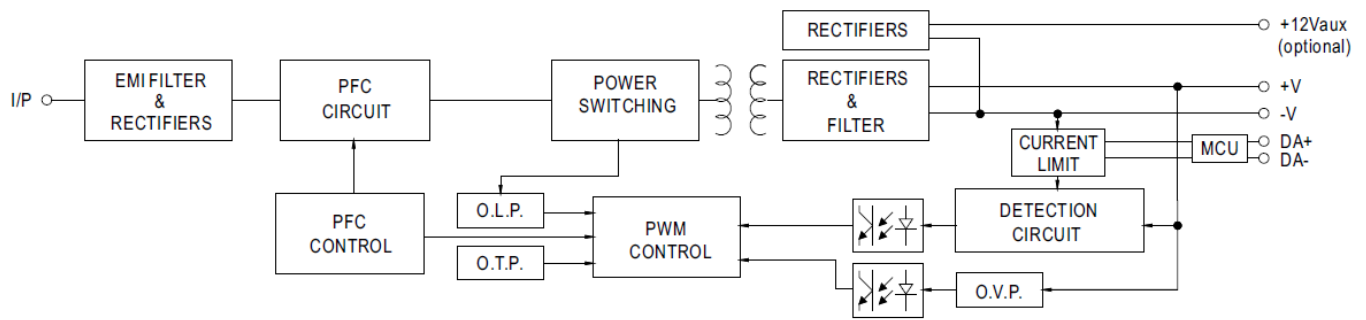 RECTIFIERS
+12Vaux
(optional)
I/P
EMI FILTER
&
RECTIFIERS
PFC
CIRCUIT
POWER
SWITCHING
RECTIFIERS
&
FILTER
+V
-V
CURRENT
LIMIT
MCU
DA+
DA-
PFC
CONTROL
O.L.P.
O.T.P.
PWM
CONTROL
DETECTION
CIRCUIT
O.V.P.